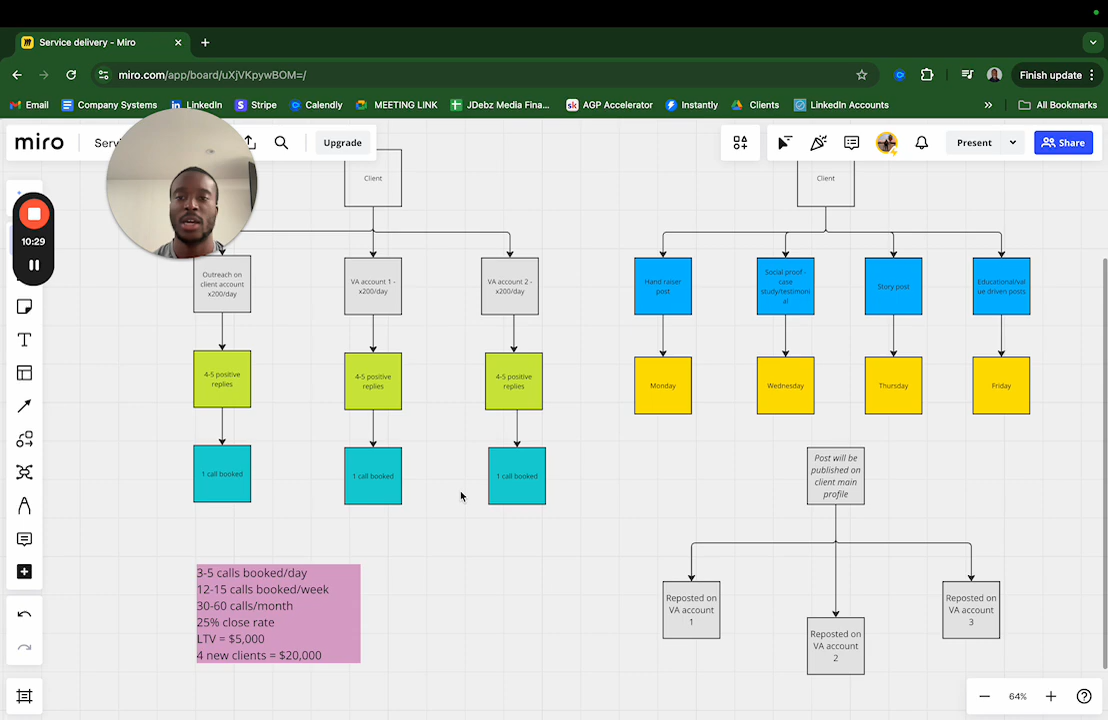 Service delivery - Miro
miro.com/app/board/uXjVKpywBOM=/
Finish update
Email
Company Systems
LinkedIn
Stripe
Calendly
MEETING LINK
JDebz Media Fina...
AGP Accelerator
Instantly
Clients
LinkedIn Accounts
»
All Bookmarks
miro
Upgrade
Present
Share
10:29
Client
Outreach on
client account
x200/day
VA account 1 -
x200/day
VA account 2 -
x200/day
4-5 positive
replies
4-5 positive
replies
4-5 positive
replies
1 call booked
1 call booked
1 call booked
3-5 calls booked/day
12-15 calls booked/week
30-60 calls/month
25% close rate
LTV = $5,000
4 new clients = $20,000
Client
Hand raiser
post
Social proof -
case
study/testimoni
al
Story post
Educational/val
ue driven posts
Monday
Wednesday
Thursday
Friday
Post will be
published on
client main
profile
Reposted on
VA account
1
Reposted on
VA account
2
Reposted on
VA account
3
64%